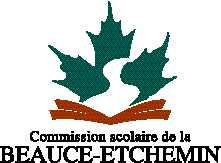 Commission scolaire de la
BEAUCE-ETCHEMIN